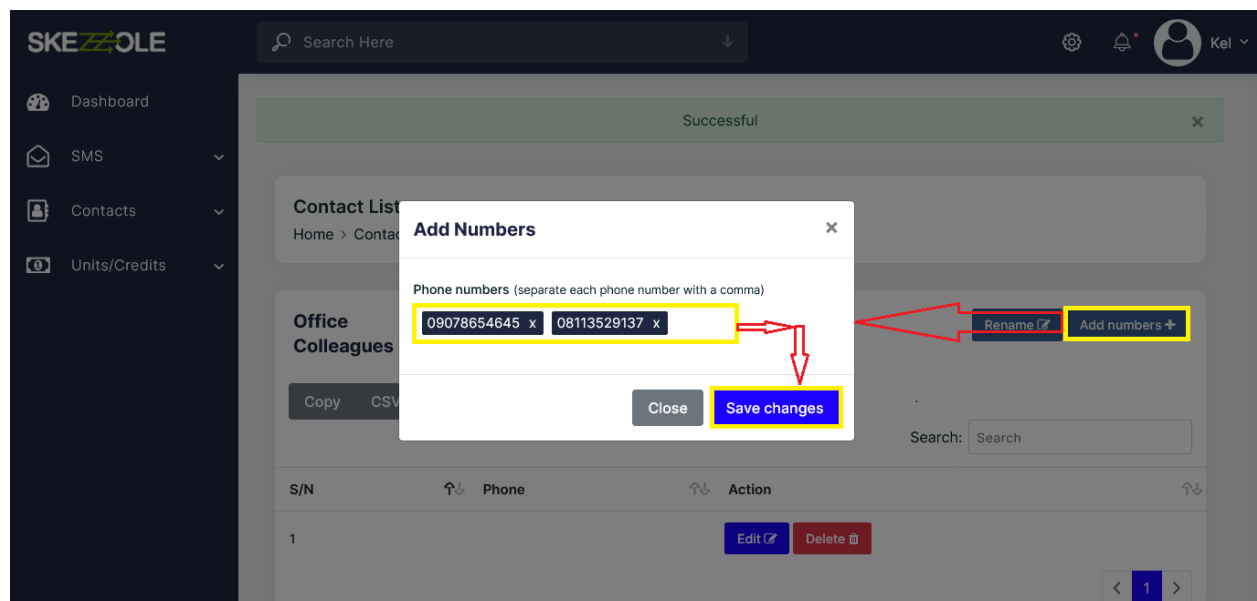 SKEZZOLE
Search Here
Kel
Dashboard
SMS
Contacts
Units/Credits
Successful ×
Contact List
Home > Contac
Add Numbers ×
Phone numbers (separate each phone number with a comma)
09078654645 x 08113529137 x
Close Save changes
Office
Colleagues
Rename Add numbers +
Copy CSV
.
Search: Search
S/N Phone Action
1 Edit Delete
< 1 >